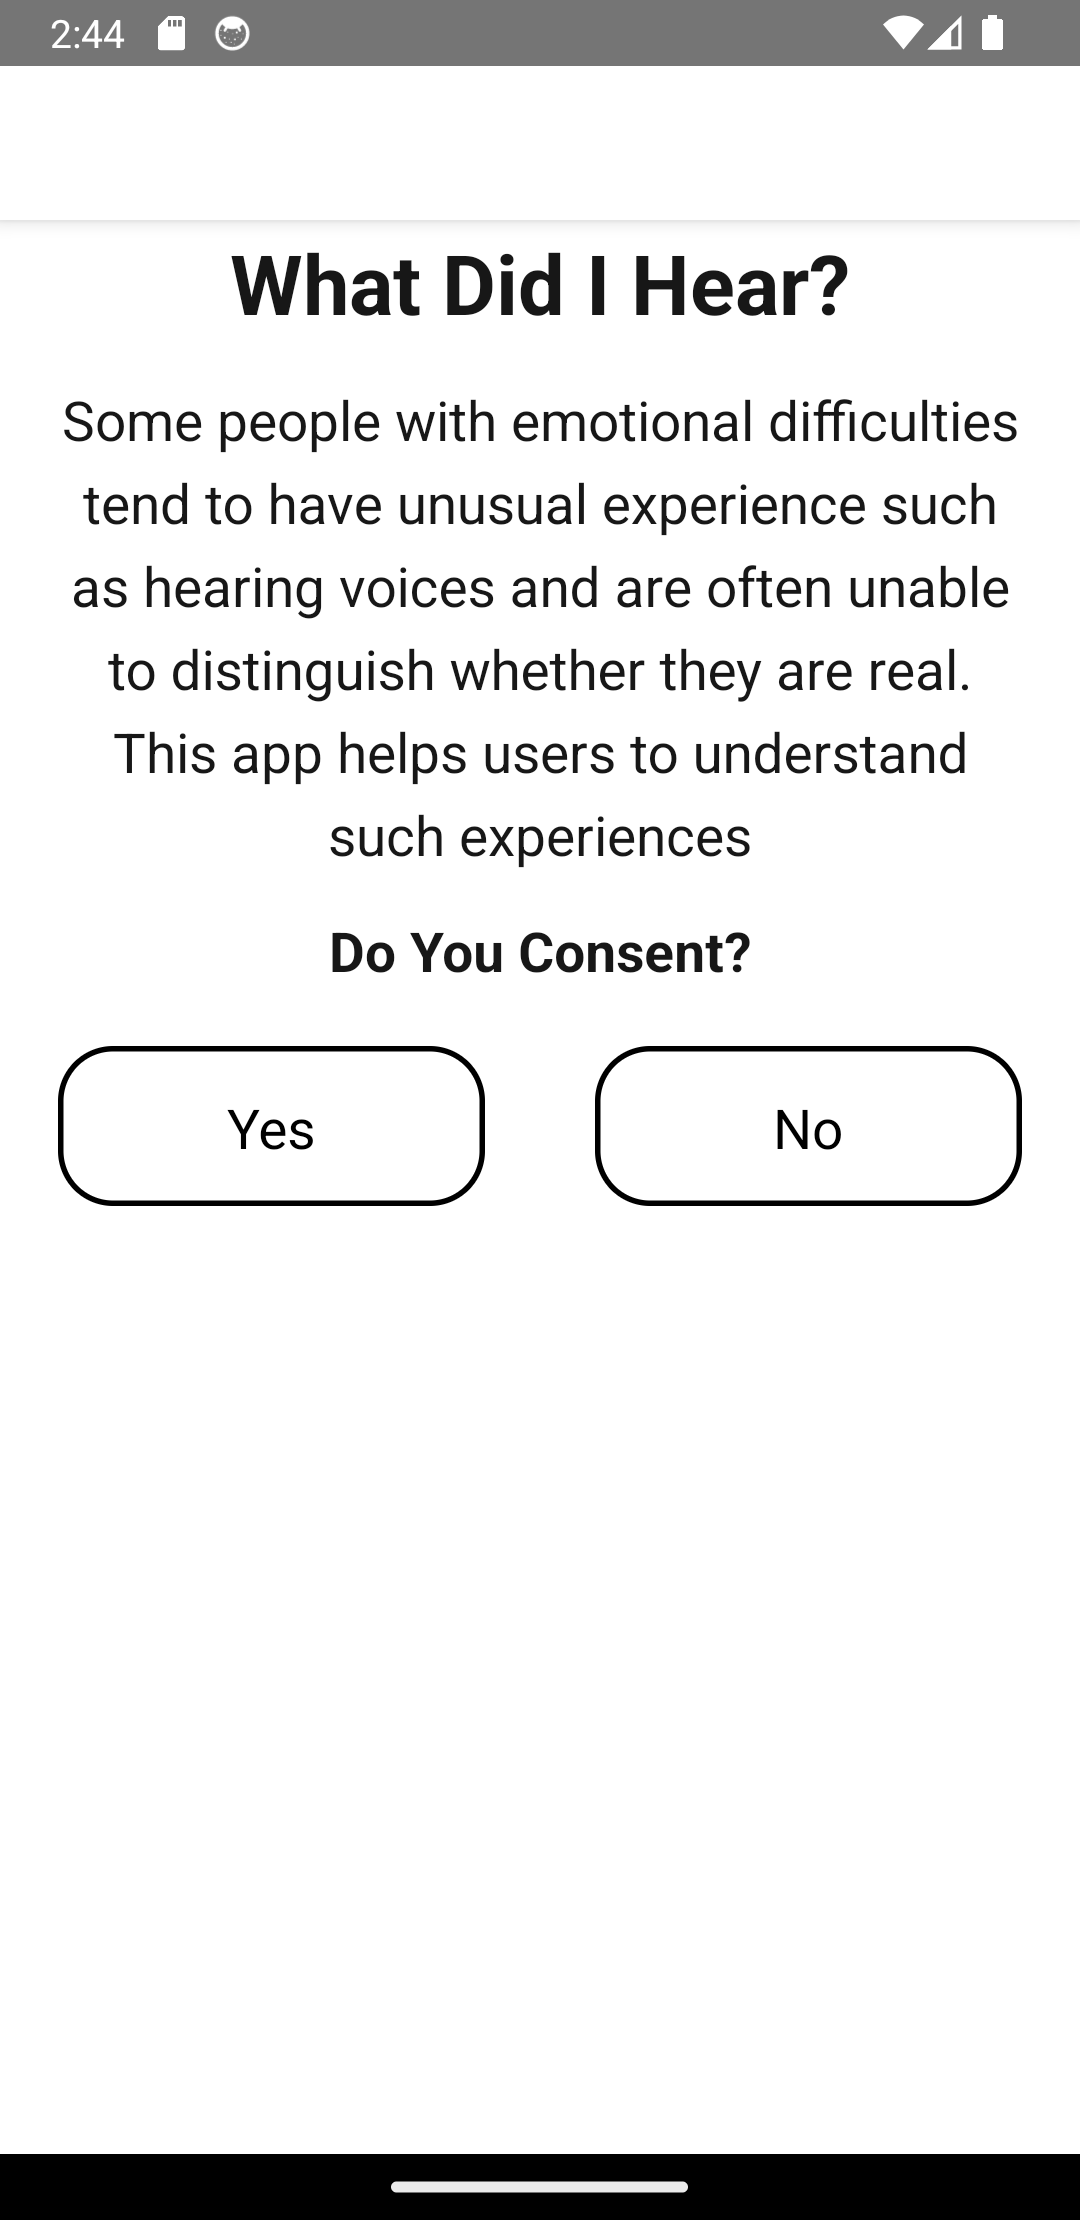 2:44
What Did I Hear?
Some people with emotional difficulties
tend to have unusual experience such
as hearing voices and are often unable
to distinguish whether they are real.
This app helps users to understand
such experiences
Do You Consent?
Yes
No